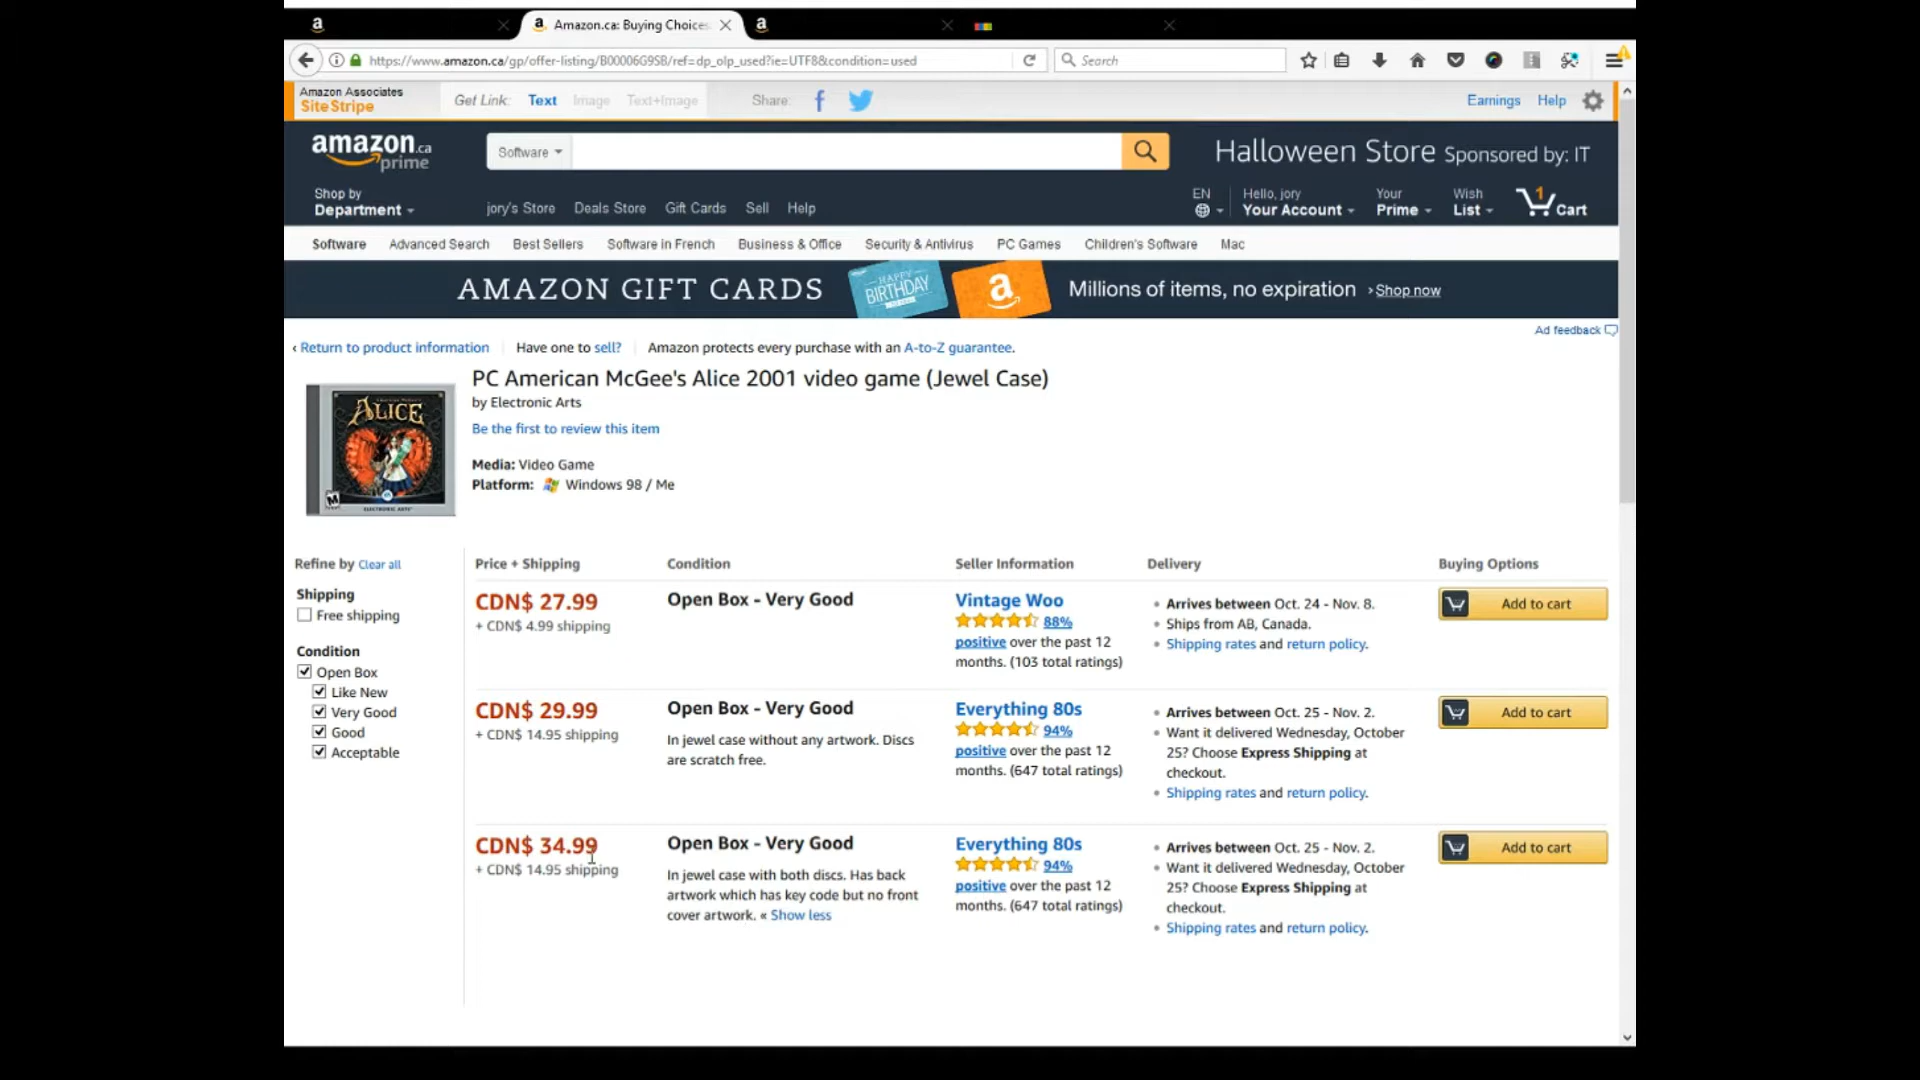 Amazon.ca: Buying Choices:
https://www.amazon.ca/gp/offer-listing/B00006G9SB/ref=dp_olp_used?ie=UTF8&condition=used
Search
Amazon Associates
SiteStripe
Get Link: Text Image Text+Image
Share:
Earnings Help
amazon.ca
prime
Software
Halloween Store Sponsored by: IT
Shop by
Department
jory's Store Deals Store Gift Cards Sell Help
EN
Hello, jory
Your Account
Your
Prime
Wish
List
1
Cart
Software Advanced Search Best Sellers Software in French Business & Office Security & Antivirus PC Games Children's Software Mac
AMAZON GIFT CARDS
HAPPY
BIRTHDAY
Millions of items, no expiration › Shop now
Ad feedback
‹ Return to product information
Have one to sell?
Amazon protects every purchase with an A-to-Z guarantee.
PC American McGee's Alice 2001 video game (Jewel Case)
by Electronic Arts
Be the first to review this item
Media: Video Game
Platform: Windows 98 / Me
ALICE
M
ELECTRONIC ARTS
Refine by Clear all
Shipping
Free shipping
Condition
Open Box
Like New
Very Good
Good
Acceptable
Price + Shipping Condition Seller Information Delivery Buying Options
CDN$ 27.99
+ CDN$ 4.99 shipping
Open Box - Very Good
Vintage Woo
88%
positive over the past 12
months. (103 total ratings)
• Arrives between Oct. 24 - Nov. 8.
• Ships from AB, Canada.
• Shipping rates and return policy.
Add to cart
CDN$ 29.99
+ CDN$ 14.95 shipping
Open Box - Very Good
In jewel case without any artwork. Discs
are scratch free.
Everything 80s
94%
positive over the past 12
months. (647 total ratings)
• Arrives between Oct. 25 - Nov. 2.
• Want it delivered Wednesday, October
25? Choose Express Shipping at
checkout.
• Shipping rates and return policy.
Add to cart
CDN$ 34.99
+ CDN$ 14.95 shipping
Open Box - Very Good
In jewel case with both discs. Has back
artwork which has key code but no front
cover artwork. « Show less
Everything 80s
94%
positive over the past 12
months. (647 total ratings)
• Arrives between Oct. 25 - Nov. 2.
• Want it delivered Wednesday, October
25? Choose Express Shipping at
checkout.
• Shipping rates and return policy.
Add to cart